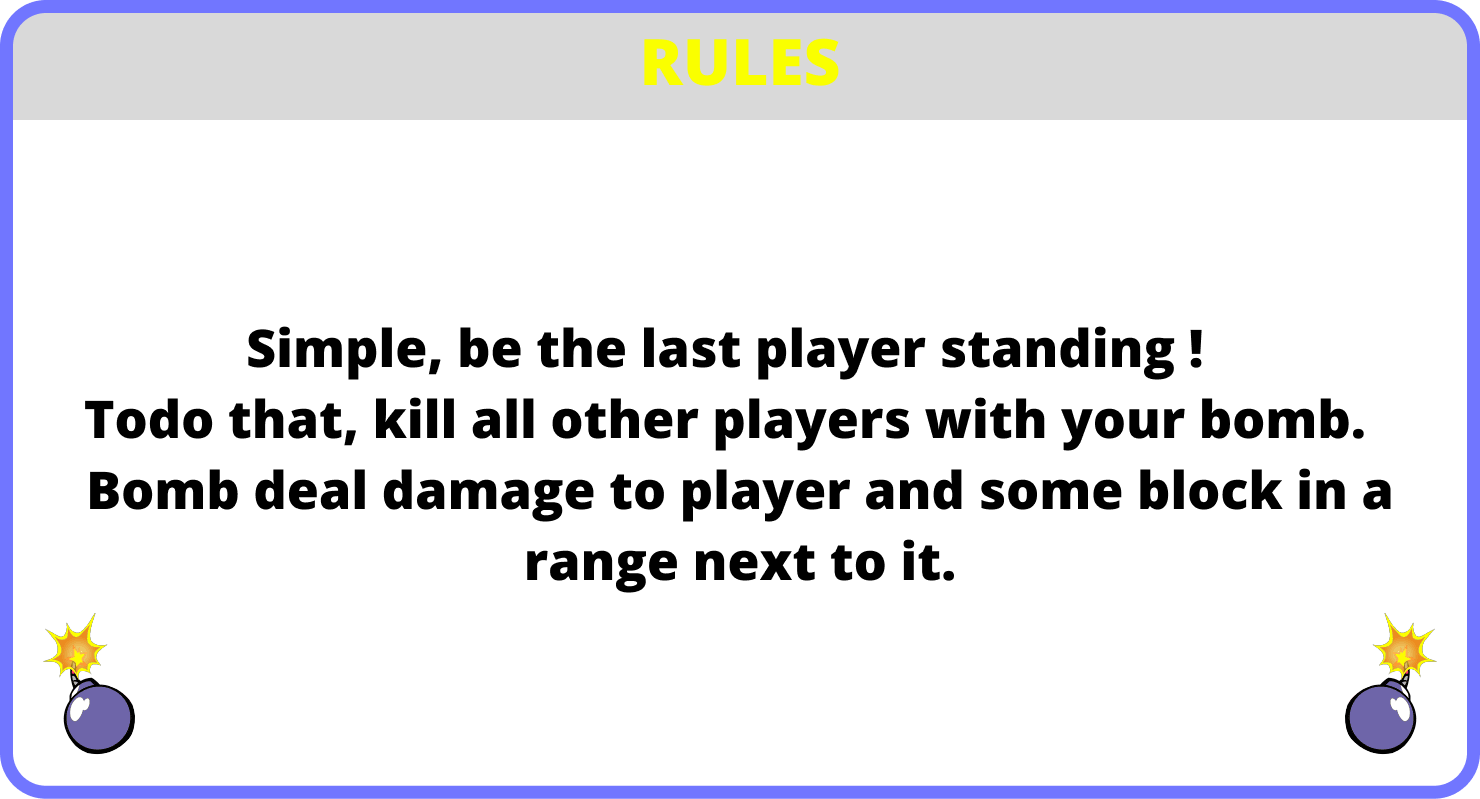 RULES
Simple, be the last player standing !
Todo that, kill all other players with your bomb.
Bomb deal damage to player and some block in a
range next to it.